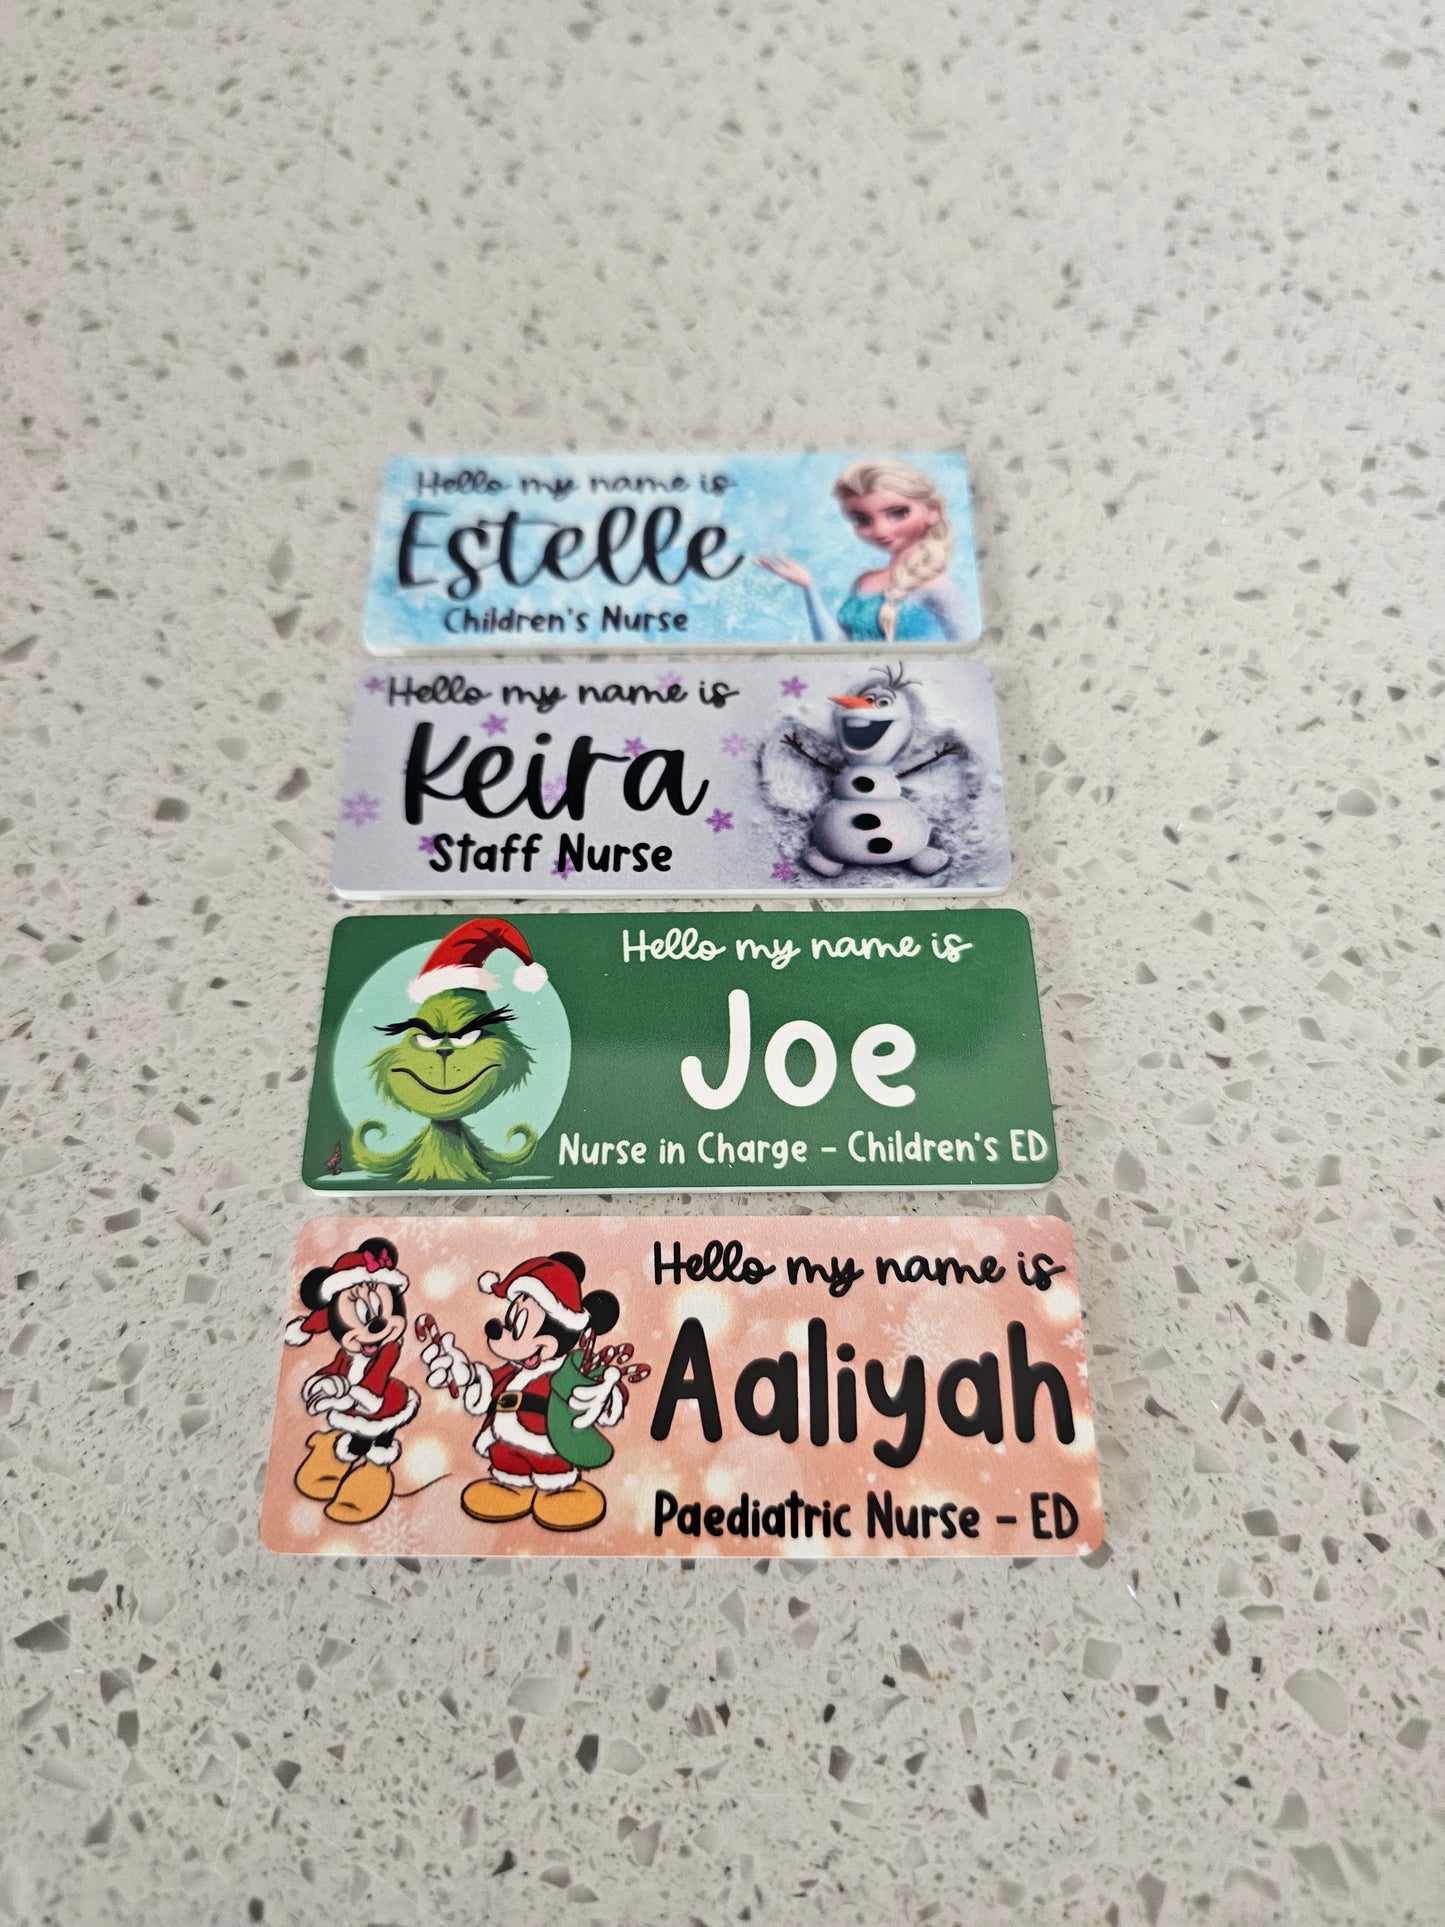 Hello my name is
Estelle
Children's Nurse
Hello my name is
Keira
Staff Nurse
Hello my name is
Joe
Nurse in Charge - Children's ED
Hello my name is
Aaliyah
Paediatric Nurse - ED